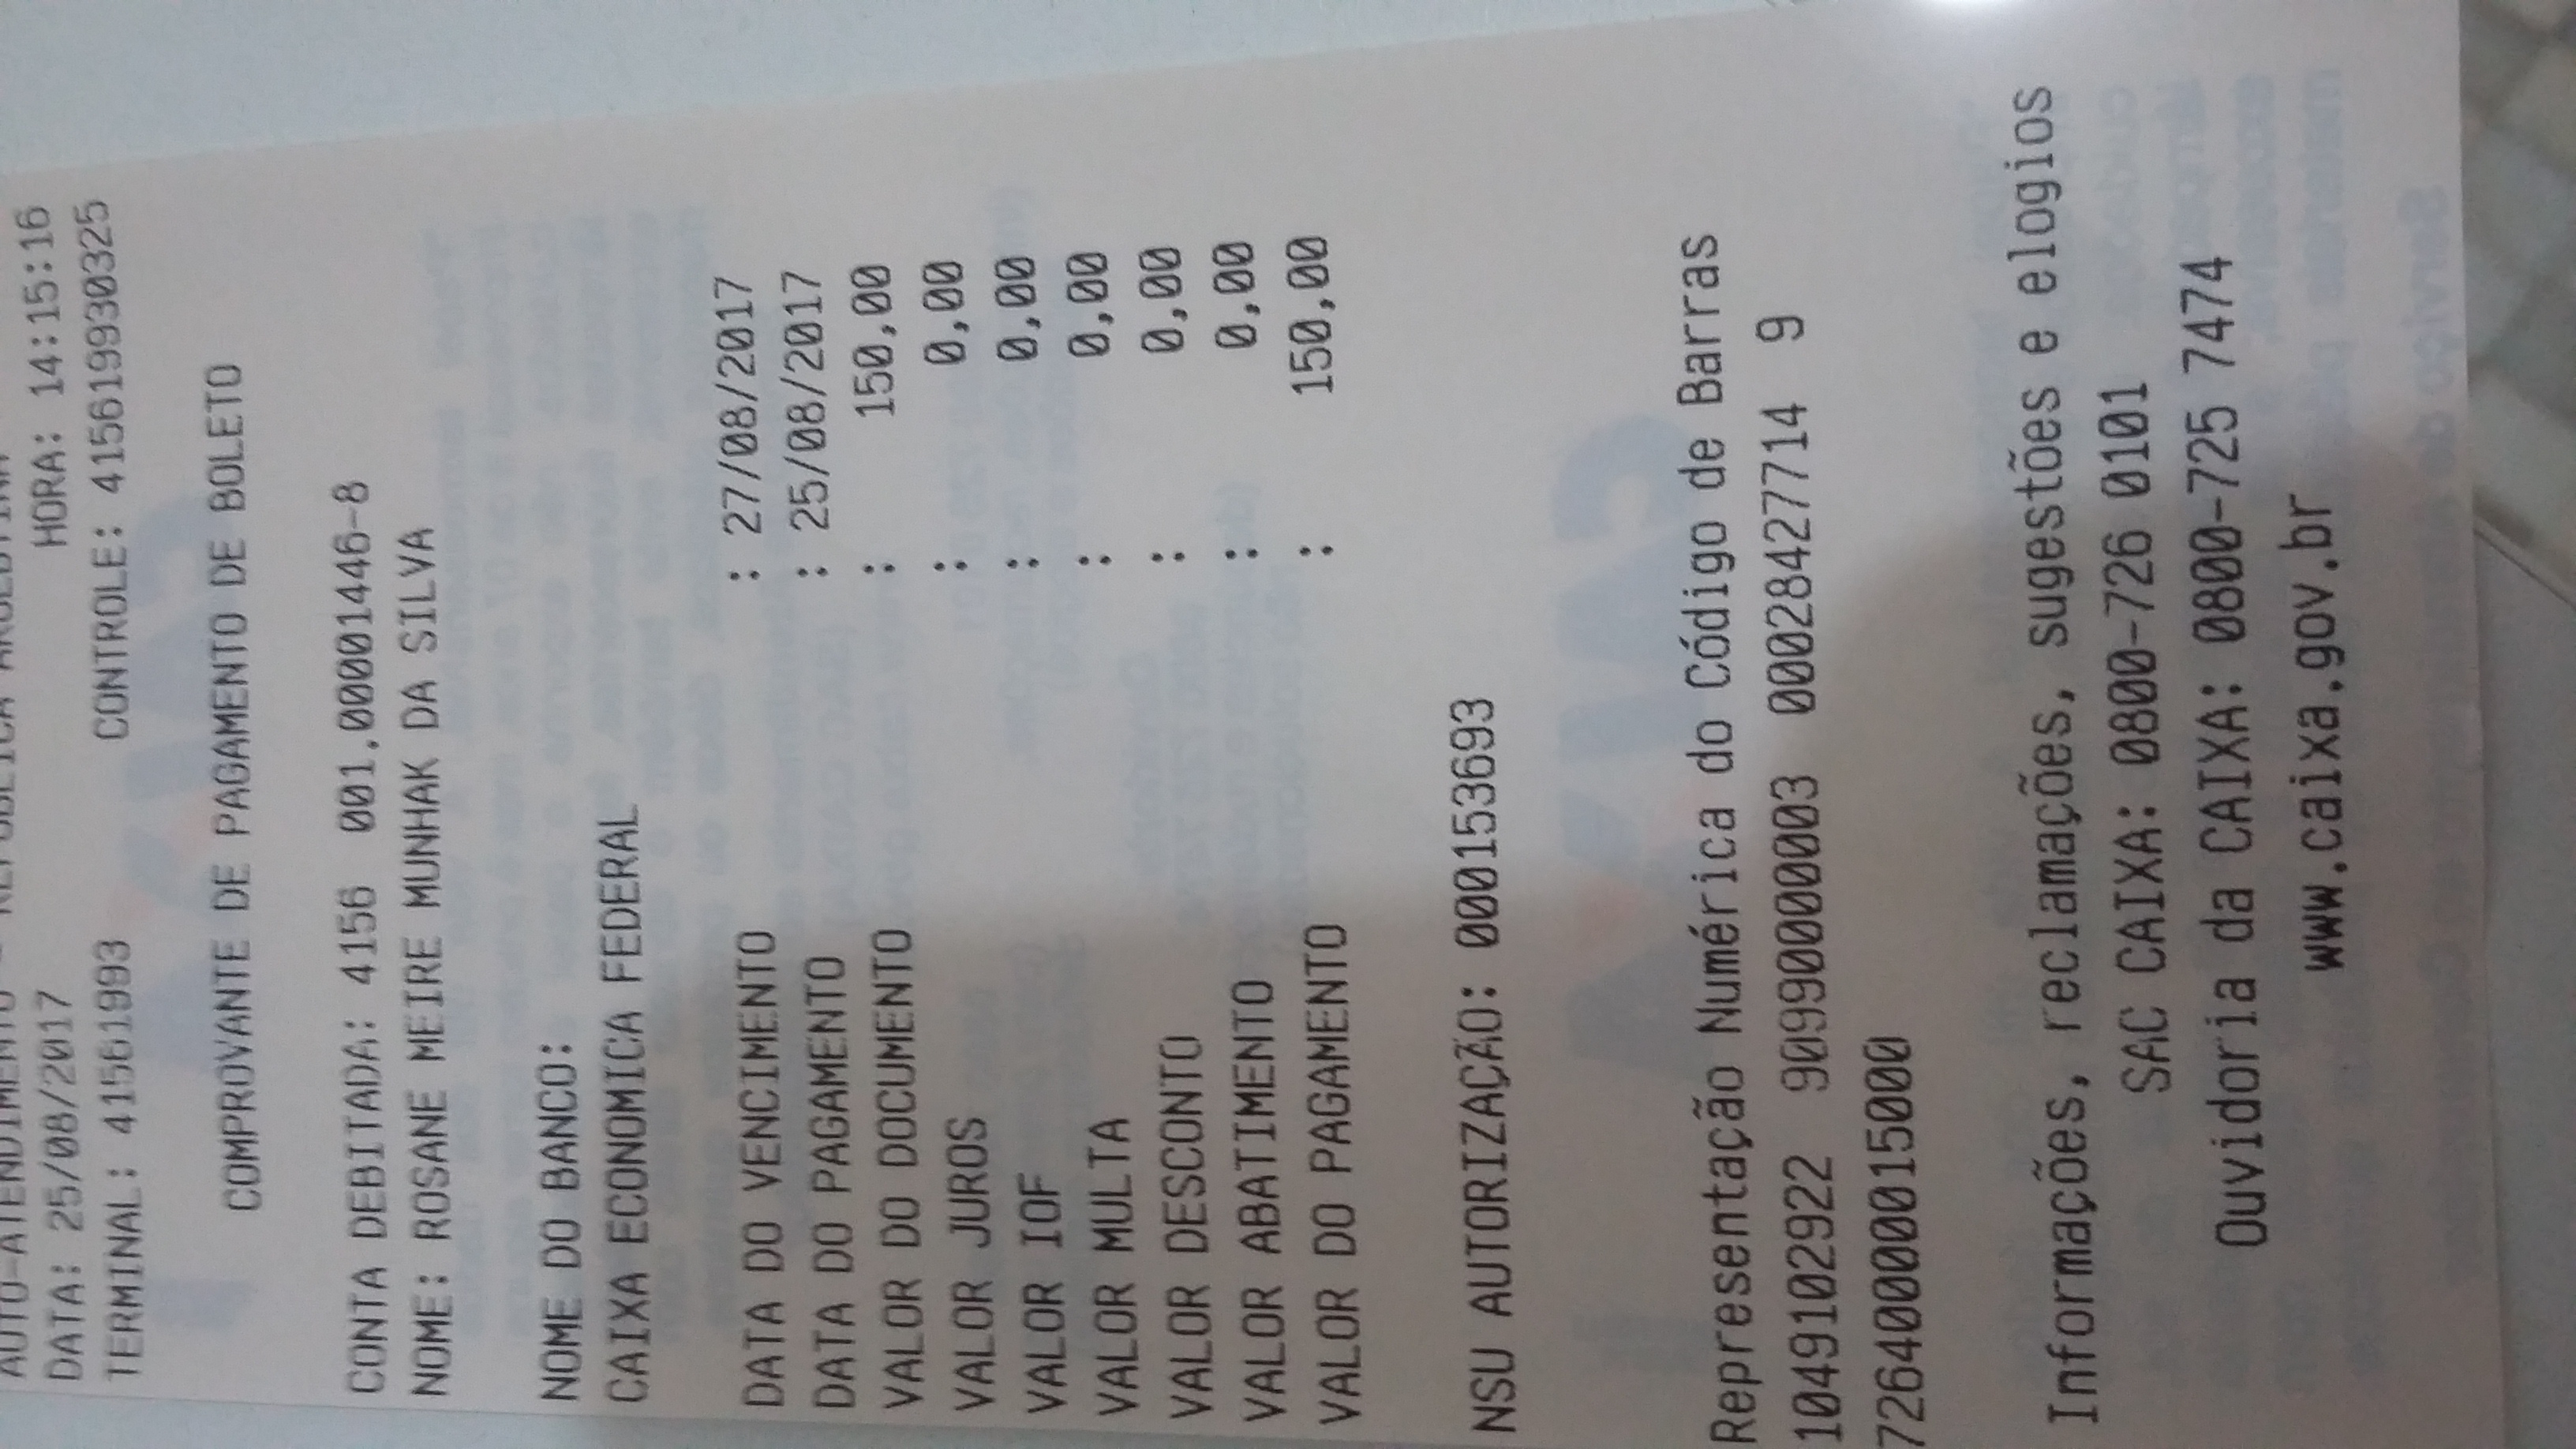 AUTO-ATENDIMENTO - REPUBLICA
DATA: 25/08/2017 HORA: 14:15:16
TERMINAL: 41561993 CONTROLE: 415619930325
COMPROVANTE DE PAGAMENTO DE BOLETO
CONTA DEBITADA: 4156 001.00001446-8
NOME: ROSANE MEIRE MUNHAK DA SILVA
NOME DO BANCO:
CAIXA ECONOMICA FEDERAL
DATA DO VENCIMENTO : 27/08/2017
DATA DO PAGAMENTO : 25/08/2017
VALOR DO DOCUMENTO : 150,00
VALOR JUROS : 0,00
VALOR IOF : 0,00
VALOR MULTA : 0,00
VALOR DESCONTO : 0,00
VALOR ABATIMENTO : 0,00
VALOR DO PAGAMENTO : 150,00
NSU AUTORIZAÇÃO: 000153693
Representação Numérica do Código de Barras
1049102922 90990000003 00028427714 9
72640000015000
Informações, reclamações, sugestões e elogios
SAC CAIXA: 0800-726 0101
Ouvidoria da CAIXA: 0800-725 7474
www.caixa.gov.br